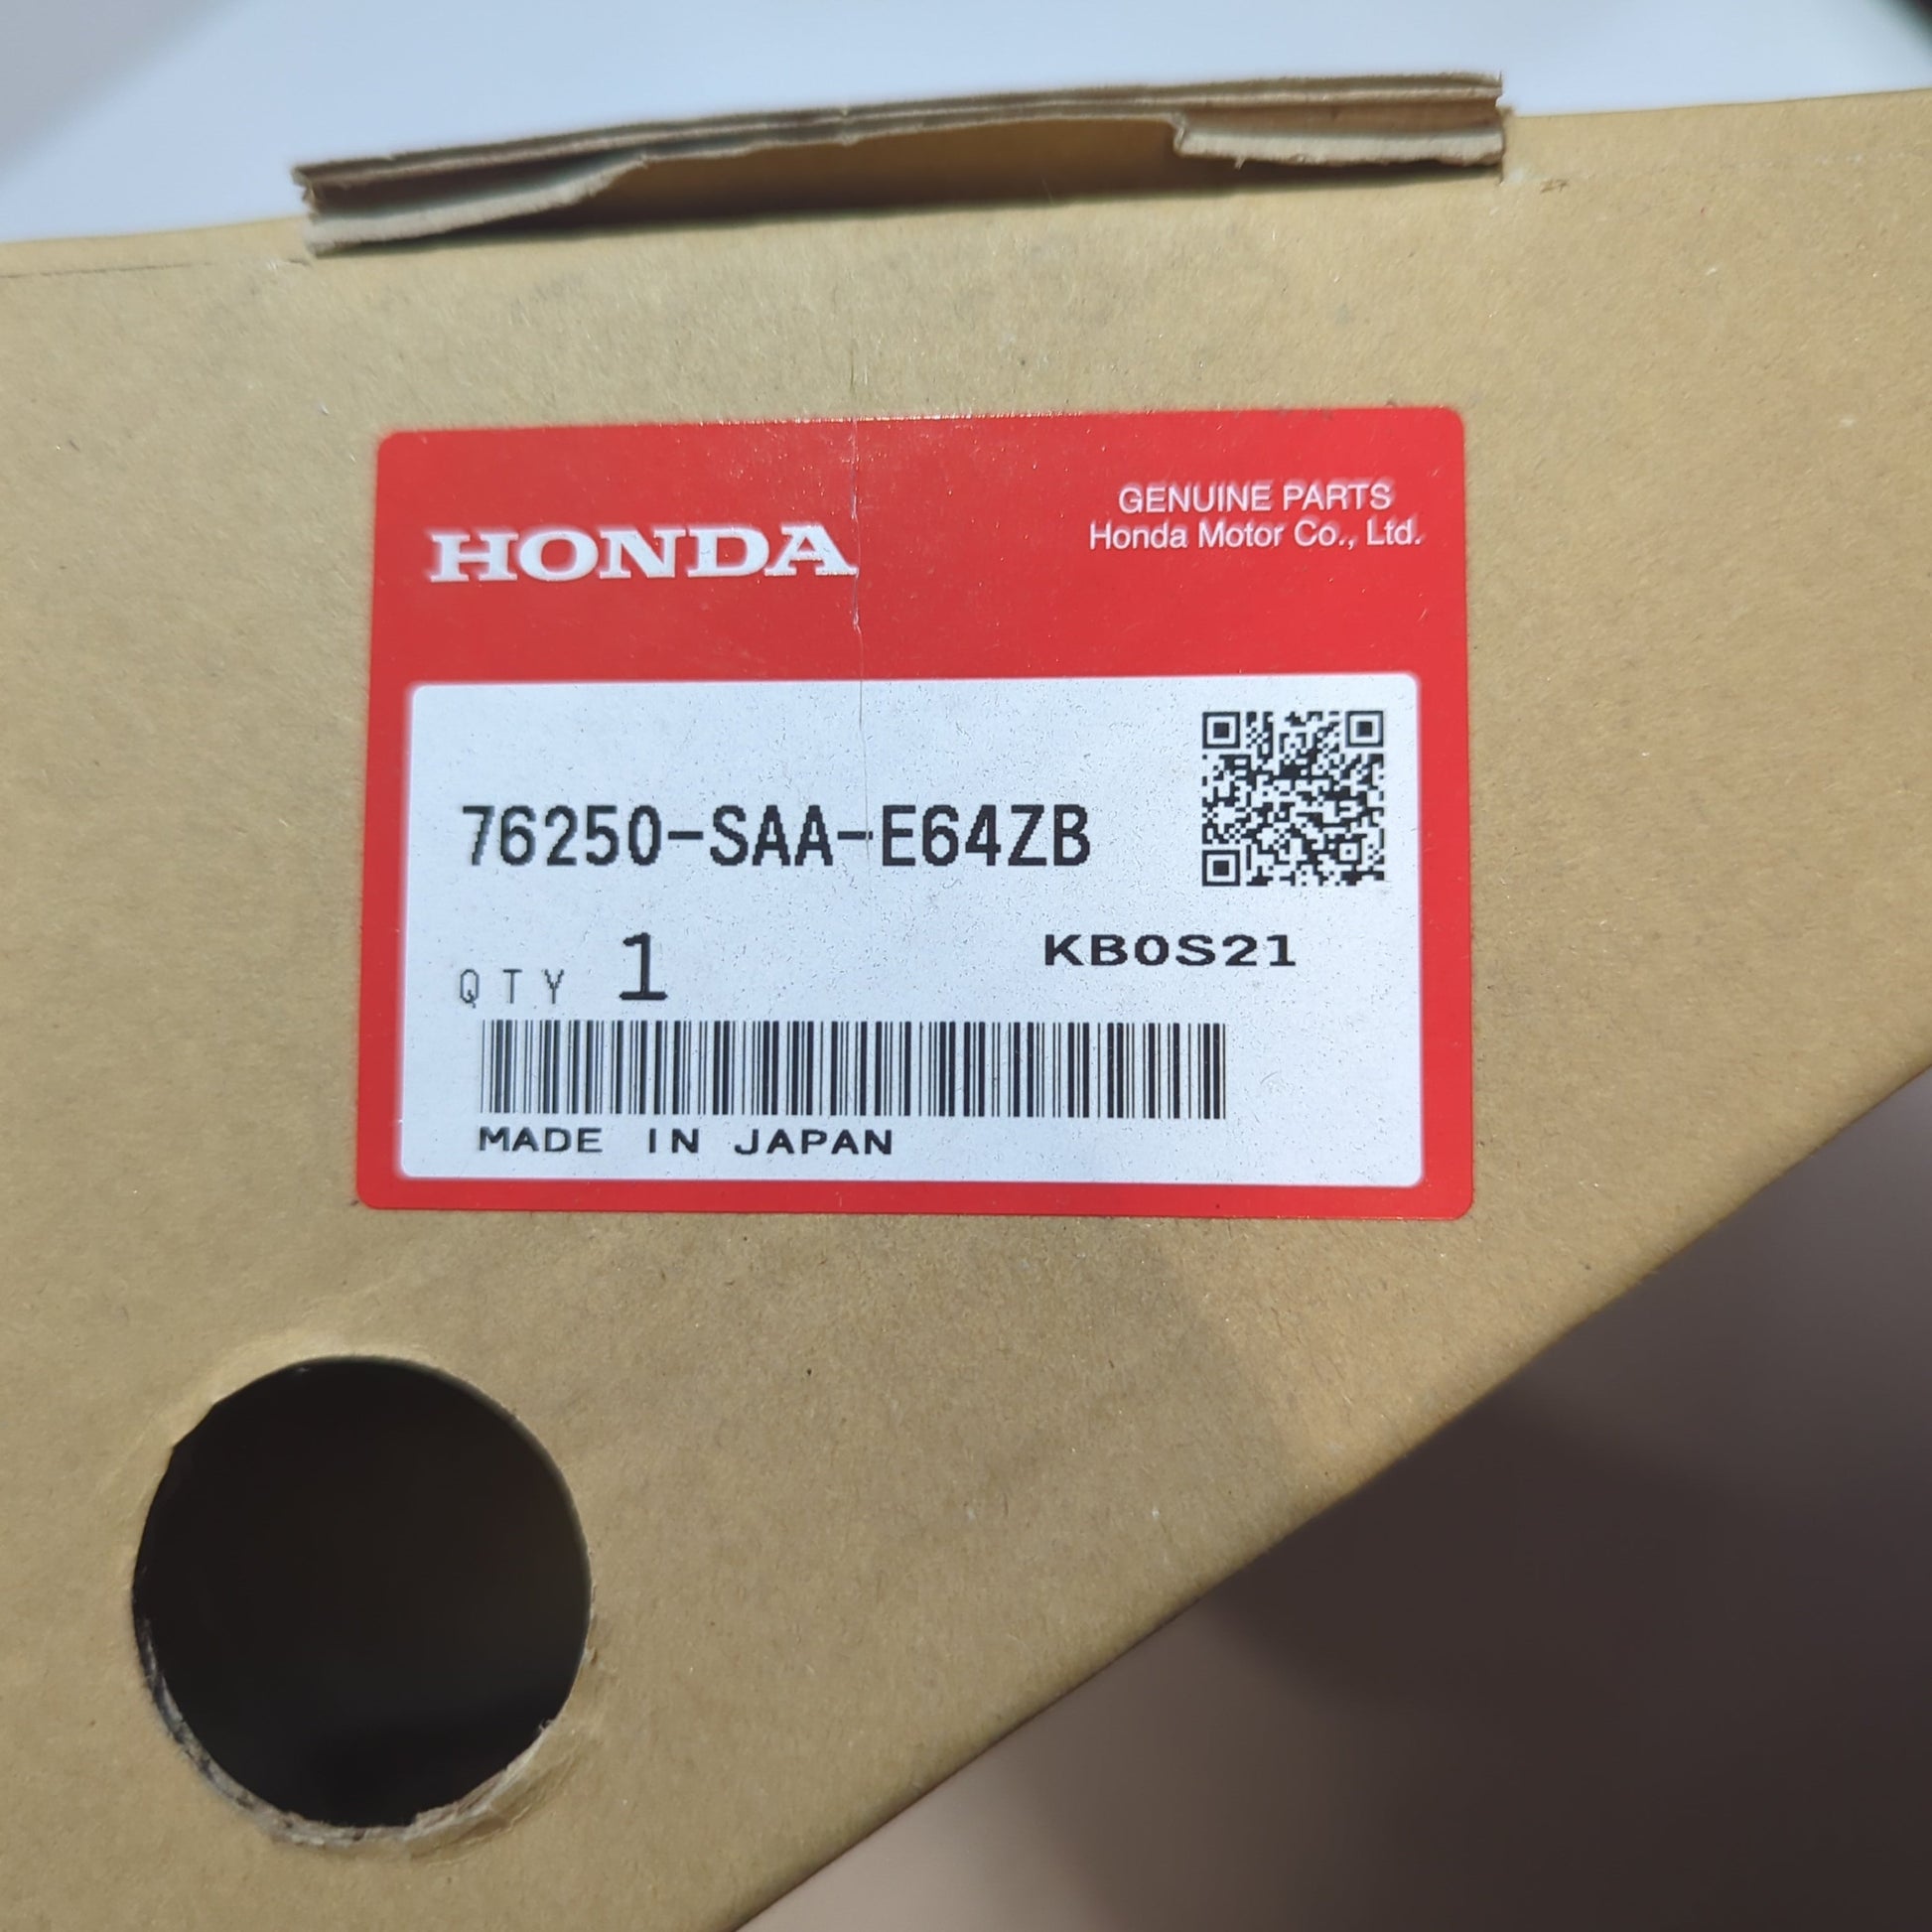 HONDA
GENUINE PARTS
Honda Motor Co., Ltd.
76250-SAA-E64ZB
QTY 1
KB0S21
MADE IN JAPAN